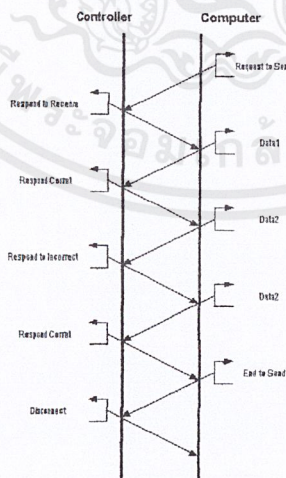 Controller Computer
Request to Sen
Respond to Receive
Data1
Respond Correct
Data2
Respond to Incorrect
Data2
Respond Correct
End to Send
Disconnect